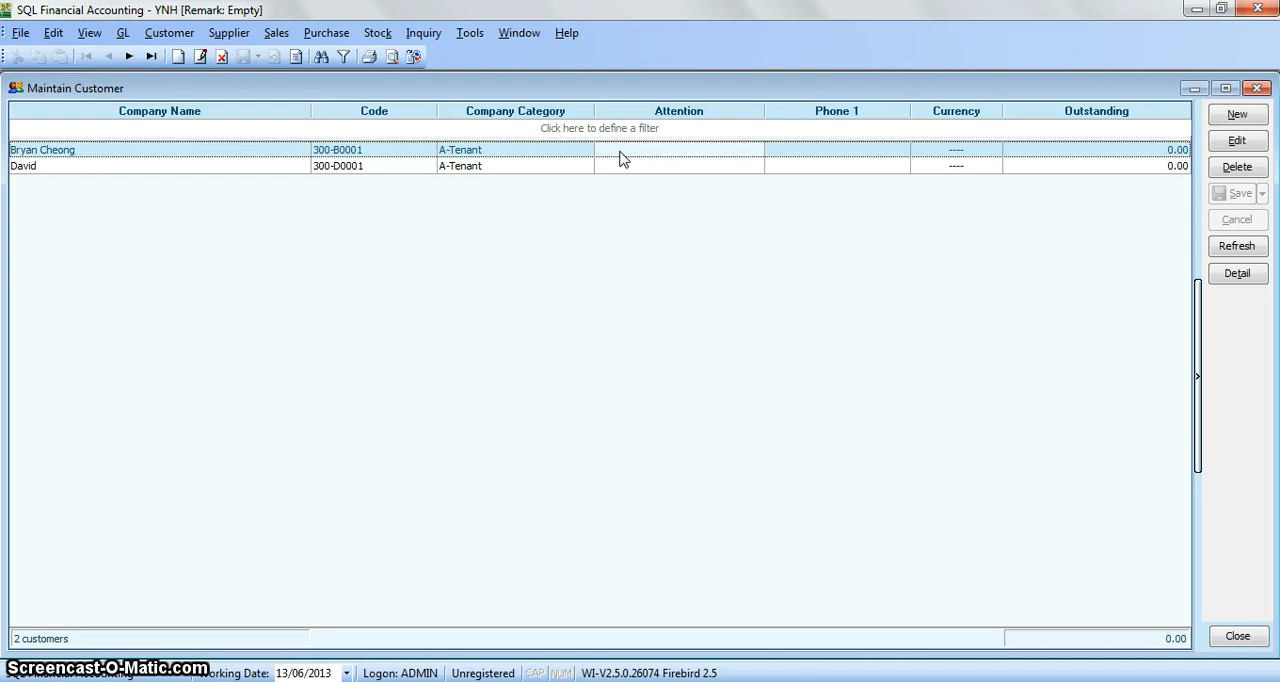 SQL Financial Accounting - YNH [Remark: Empty]
File Edit View GL Customer Supplier Sales Purchase Stock Inquiry Tools Window Help
Maintain Customer
Company Name Code Company Category Attention Phone 1 Currency Outstanding
Click here to define a filter
Bryan Cheong 300-B0001 A-Tenant ---- 0.00
David 300-D0001 A-Tenant ---- 0.00
New
Edit
Delete
Save
Cancel
Refresh
Detail
2 customers 0.00
Close
Screencast-O-Matic.com
Working Date: 13/06/2013 Logon: ADMIN Unregistered CAP NUM WI-V2.5.0.26074 Firebird 2.5